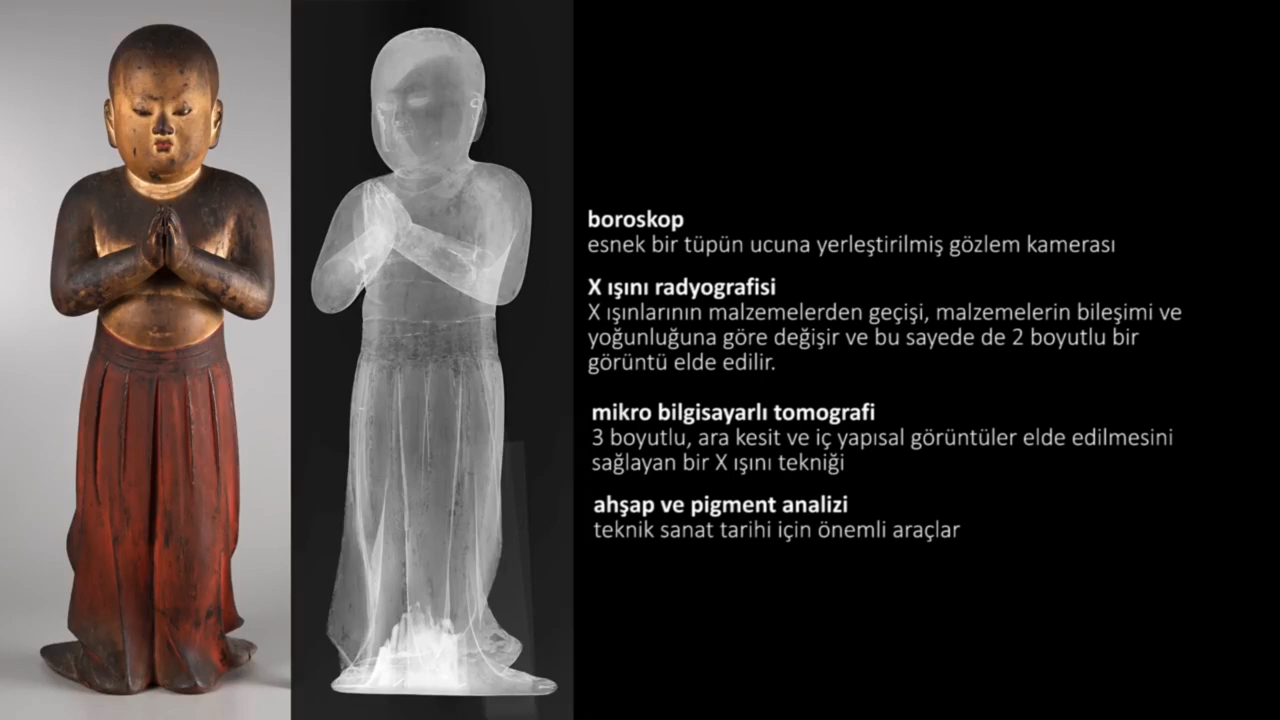 boroskop
esnek bir tüpün ucuna yerleştirilmiş gözlem kamerası
X ışını radyografisi
X ışınlarının malzemelerden geçişi, malzemelerin bileşimi ve
yoğunluğuna göre değişir ve bu sayede de 2 boyutlu bir
görüntü elde edilir.
mikro bilgisayarlı tomografi
3 boyutlu, ara kesit ve iç yapısal görüntüler elde edilmesini
sağlayan bir X ışını tekniği
ahşap ve pigment analizi
teknik sanat tarihi için önemli araçlar